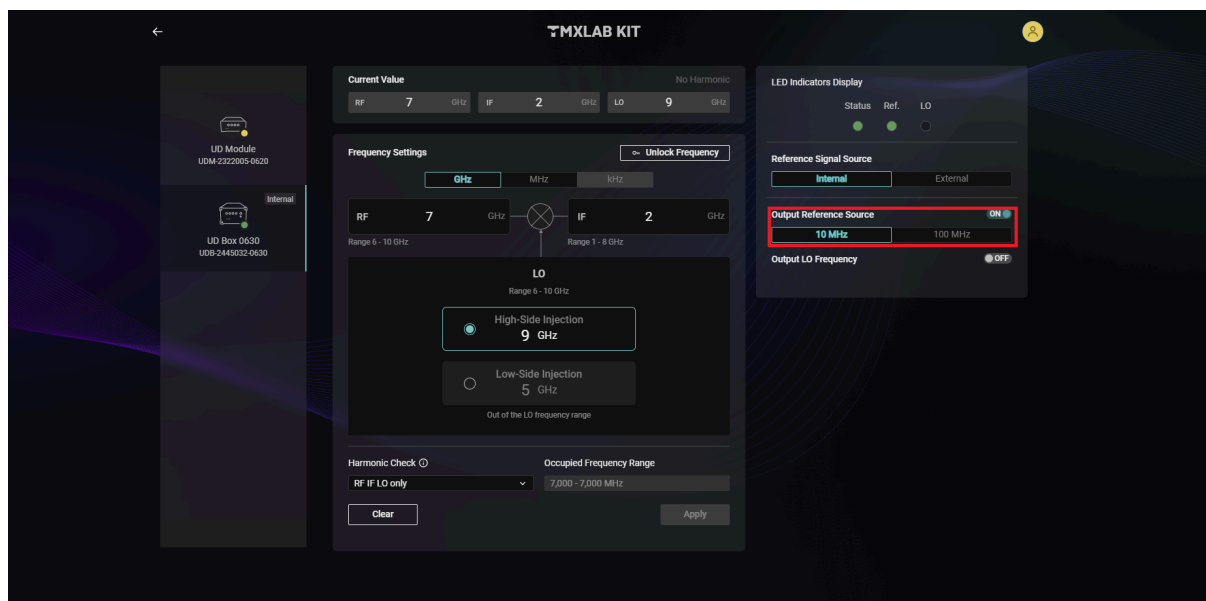 TMXLAB KIT
UD Module
UDM-2322005-0620
Internal
UD Box 0630
UDB-2445032-0630
Current Value
No Harmonic
RF 7 GHz IF 2 GHz LO 9 GHz
Frequency Settings
Unlock Frequency
GHz MHz kHz
RF 7 GHz IF 2 GHz
Range 6 - 10 GHz Range 1 - 8 GHz
LO
Range 6 - 10 GHz
High-Side Injection
9 GHz
Low-Side Injection
5 GHz
Out of the LO frequency range
Harmonic Check Occupied Frequency Range
RF IF LO only 7,000 - 7,000 MHz
Clear Apply
LED Indicators Display
Status Ref. LO
Reference Signal Source
Internal External
Output Reference Source ON
10 MHz 100 MHz
Output LO Frequency OFF